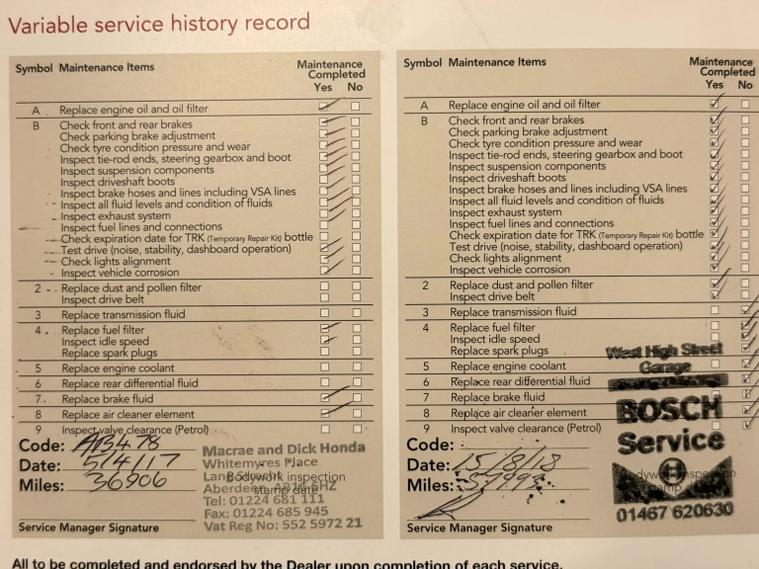 Variable service history record
Symbol Maintenance Items Maintenance Completed
Yes No
A Replace engine oil and oil filter
B Check front and rear brakes
Check parking brake adjustment
Check tyre condition pressure and wear
Inspect tie-rod ends, steering gearbox and boot
Inspect suspension components
Inspect driveshaft boots
Inspect brake hoses and lines including VSA lines
Inspect all fluid levels and condition of fluids
Inspect exhaust system
Inspect fuel lines and connections
Check expiration date for TRK (Temporary Repair Kit) bottle
Test drive (noise, stability, dashboard operation)
Check lights alignment
Inspect vehicle corrosion
2 Replace dust and pollen filter
Inspect drive belt
3 Replace transmission fluid
4 Replace fuel filter
Inspect idle speed
Replace spark plugs
5 Replace engine coolant
6 Replace rear differential fluid
7 Replace brake fluid
8 Replace air cleaner element
9 Inspect valve clearance (Petrol)
Code: AB478
Date: 5/4/17
Miles: 36906
Macrae and Dick Honda
Whitemyres Place
Bodywork inspection
stamp date
Aberdeen
Tel: 01224 681 111
Fax: 01224 685 945
Vat Reg No: 552 5972 21
Service Manager Signature
Symbol Maintenance Items Maintenance Completed
Yes No
A Replace engine oil and oil filter
B Check front and rear brakes
Check parking brake adjustment
Check tyre condition pressure and wear
Inspect tie-rod ends, steering gearbox and boot
Inspect suspension components
Inspect driveshaft boots
Inspect brake hoses and lines including VSA lines
Inspect all fluid levels and condition of fluids
Inspect exhaust system
Inspect fuel lines and connections
Check expiration date for TRK (Temporary Repair Kit) bottle
Test drive (noise, stability, dashboard operation)
Check lights alignment
Inspect vehicle corrosion
2 Replace dust and pollen filter
Inspect drive belt
3 Replace transmission fluid
4 Replace fuel filter
Inspect idle speed
Replace spark plugs
5 Replace engine coolant
6 Replace rear differential fluid
7 Replace brake fluid
8 Replace air cleaner element
9 Inspect valve clearance (Petrol)
Code:
Date: 15/8/18
Miles:
West High Street
Garage
BOSCH
Service
Bodywork inspection
stamp
01467 620630
Service Manager Signature
All to be completed and endorsed by the Dealer upon completion of each service.